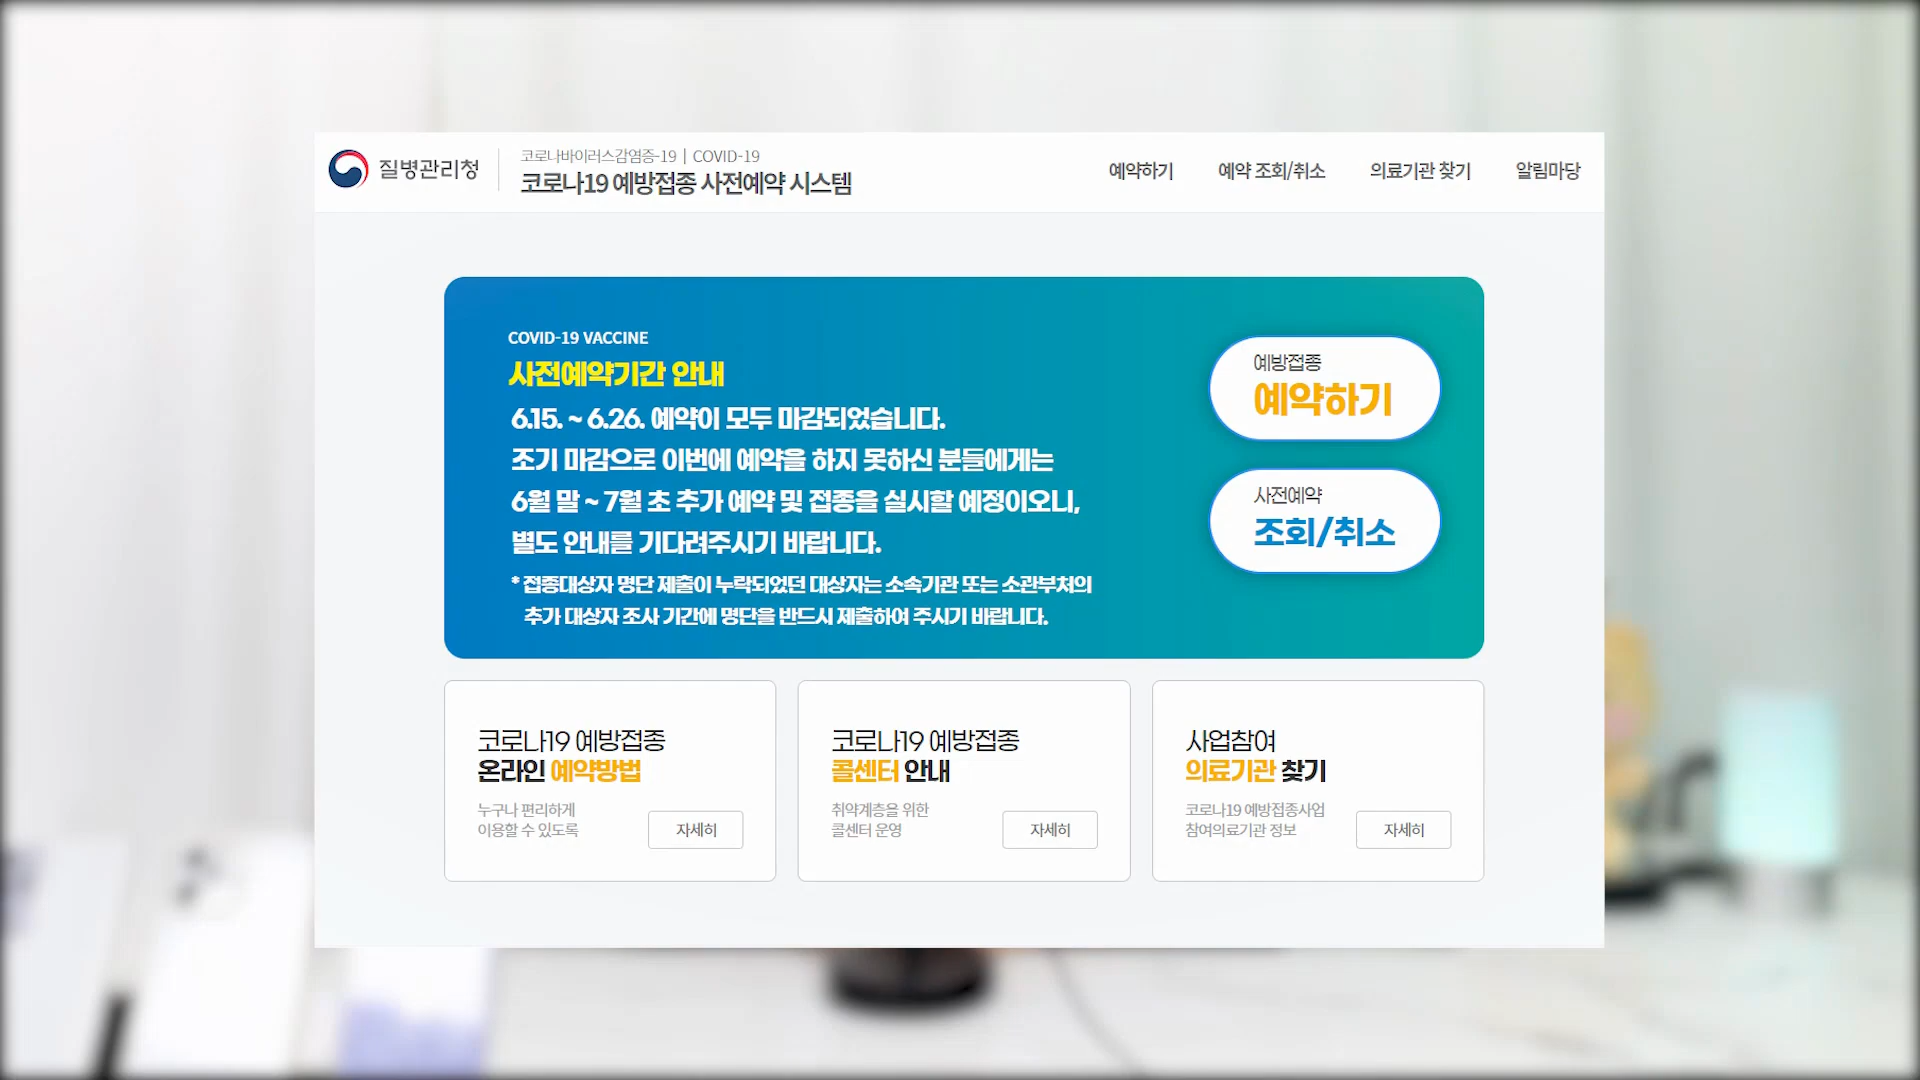 질병관리청
코로나바이러스감염증-19 | COVID-19
코로나19 예방접종 사전예약 시스템
예약하기
예약 조회/취소
의료기관 찾기
알림마당
COVID-19 VACCINE
사전예약기간 안내
6.15. ~ 6.26. 예약이 모두 마감되었습니다.
조기 마감으로 이번에 예약을 하지 못하신 분들에게는
6월 말 ~ 7월 초 추가 예약 및 접종을 실시할 예정이오니,
별도 안내를 기다려주시기 바랍니다.
* 접종대상자 명단 제출이 누락되었던 대상자는 소속기관 또는 소관부처의
추가 대상자 조사 기간에 명단을 반드시 제출하여 주시기 바랍니다.
예방접종
예약하기
사전예약
조회/취소
코로나19 예방접종
온라인 예약방법
누구나 편리하게
이용할 수 있도록
자세히
코로나19 예방접종
콜센터 안내
취약계층을 위한
콜센터 운영
자세히
사업참여
의료기관 찾기
코로나19 예방접종사업
참여의료기관 정보
자세히